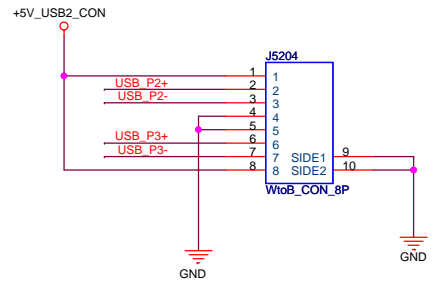 +5V_USB2_CON
J5204
1 1
USB_P2+ 2 2
USB_P2- 3 3
4 4
5 5
USB_P3+ 6 6
USB_P3- 7 7 SIDE1 9
8 8 SIDE2 10
WtoB_CON_8P
GND
GND